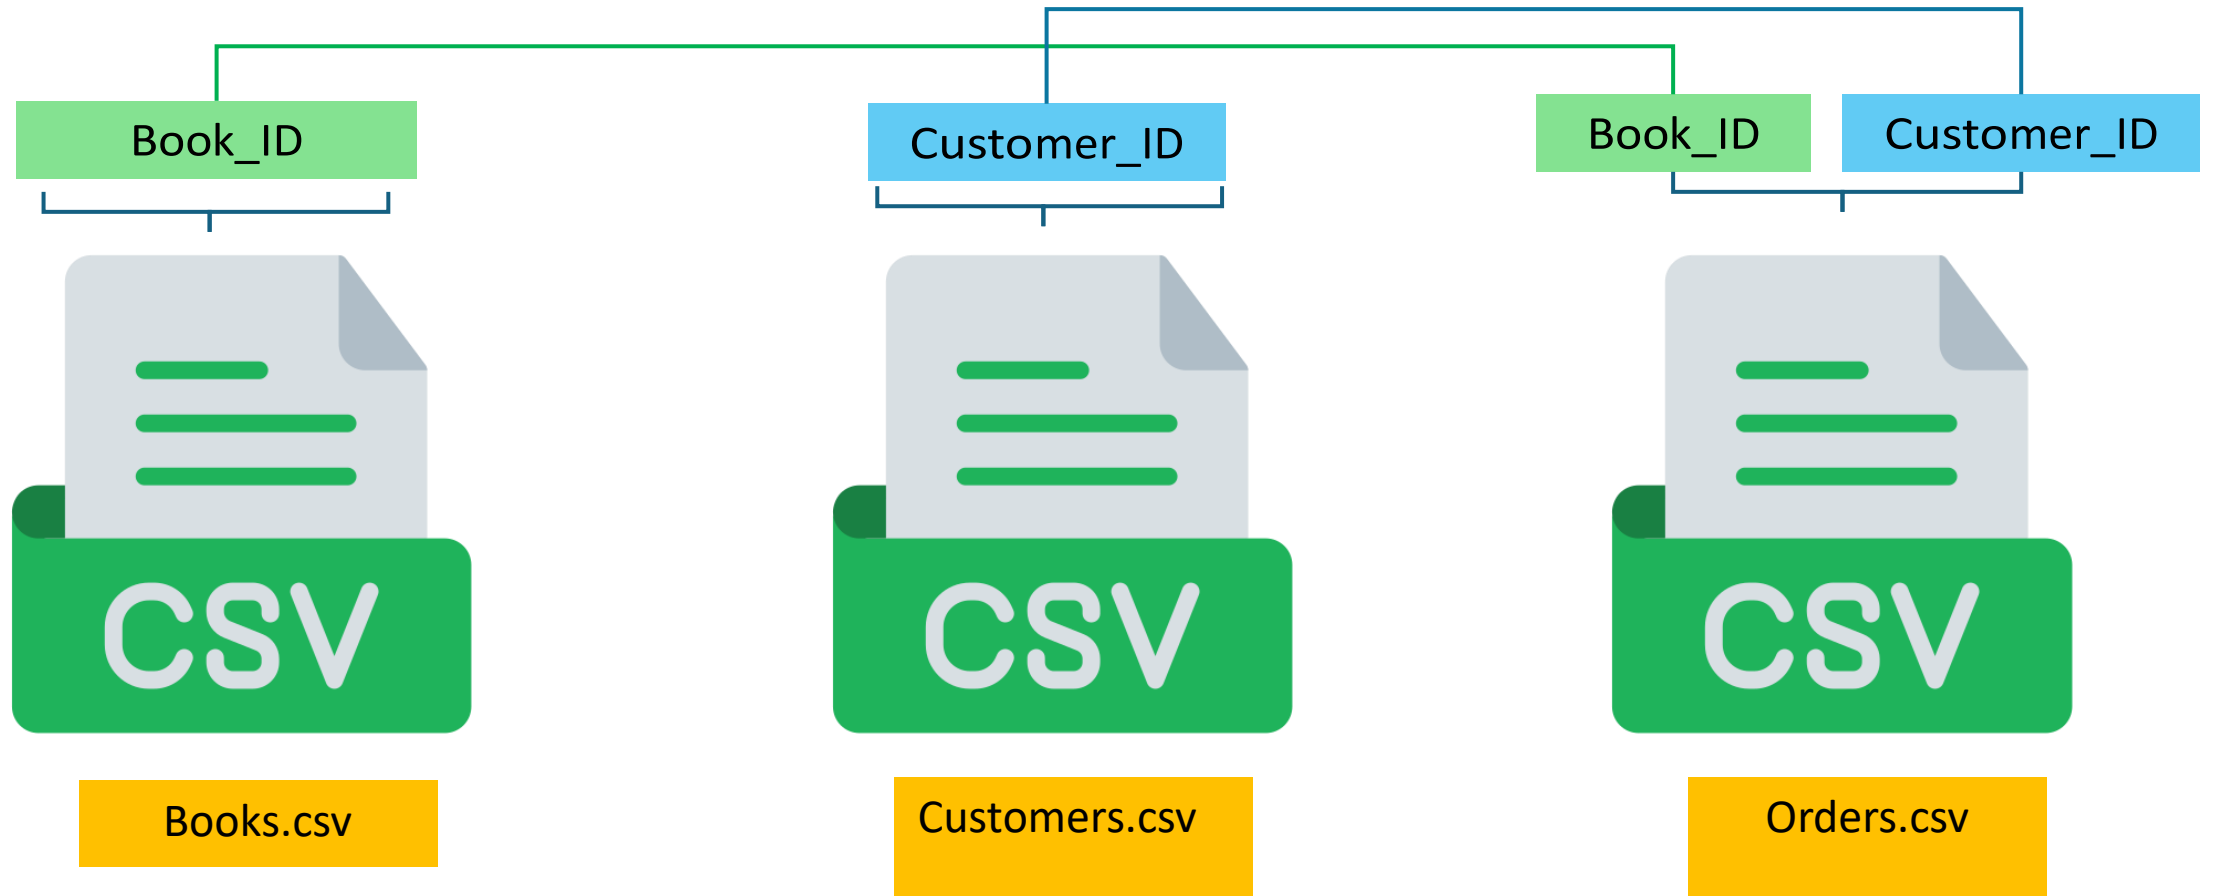 Book_ID
Customer_ID
Book_ID
Customer_ID
CSV
CSV
CSV
Books.csv
Customers.csv
Orders.csv